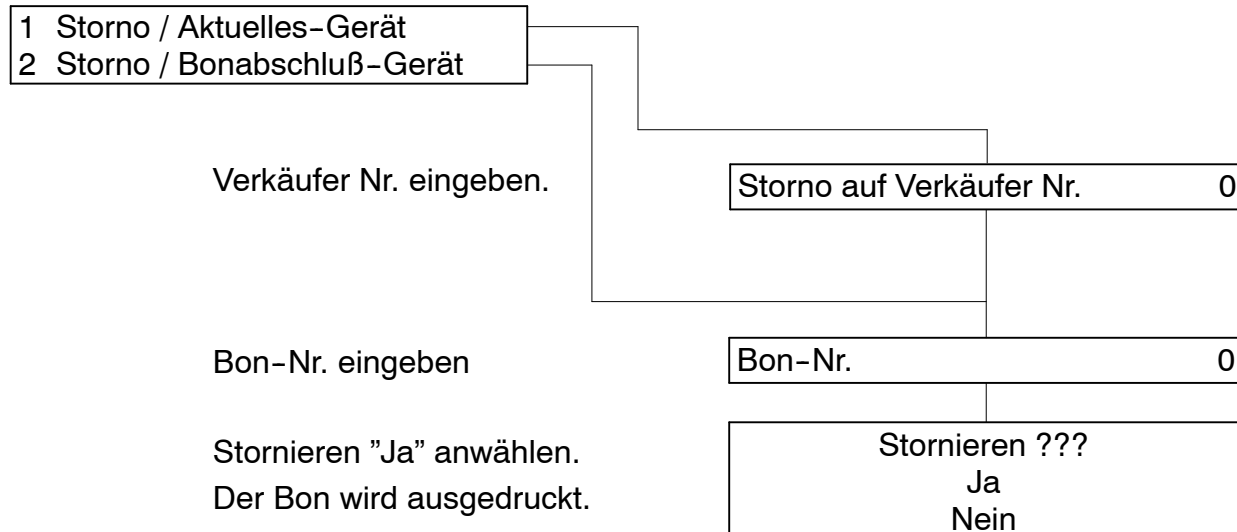 1 Storno / Aktuelles-Gerät
2 Storno / Bonabschluß-Gerät
Verkäufer Nr. eingeben.
Storno auf Verkäufer Nr. 0
Bon-Nr. eingeben
Bon-Nr. 0
Stornieren "Ja" anwählen.
Der Bon wird ausgedruckt.
Stornieren ???
Ja
Nein